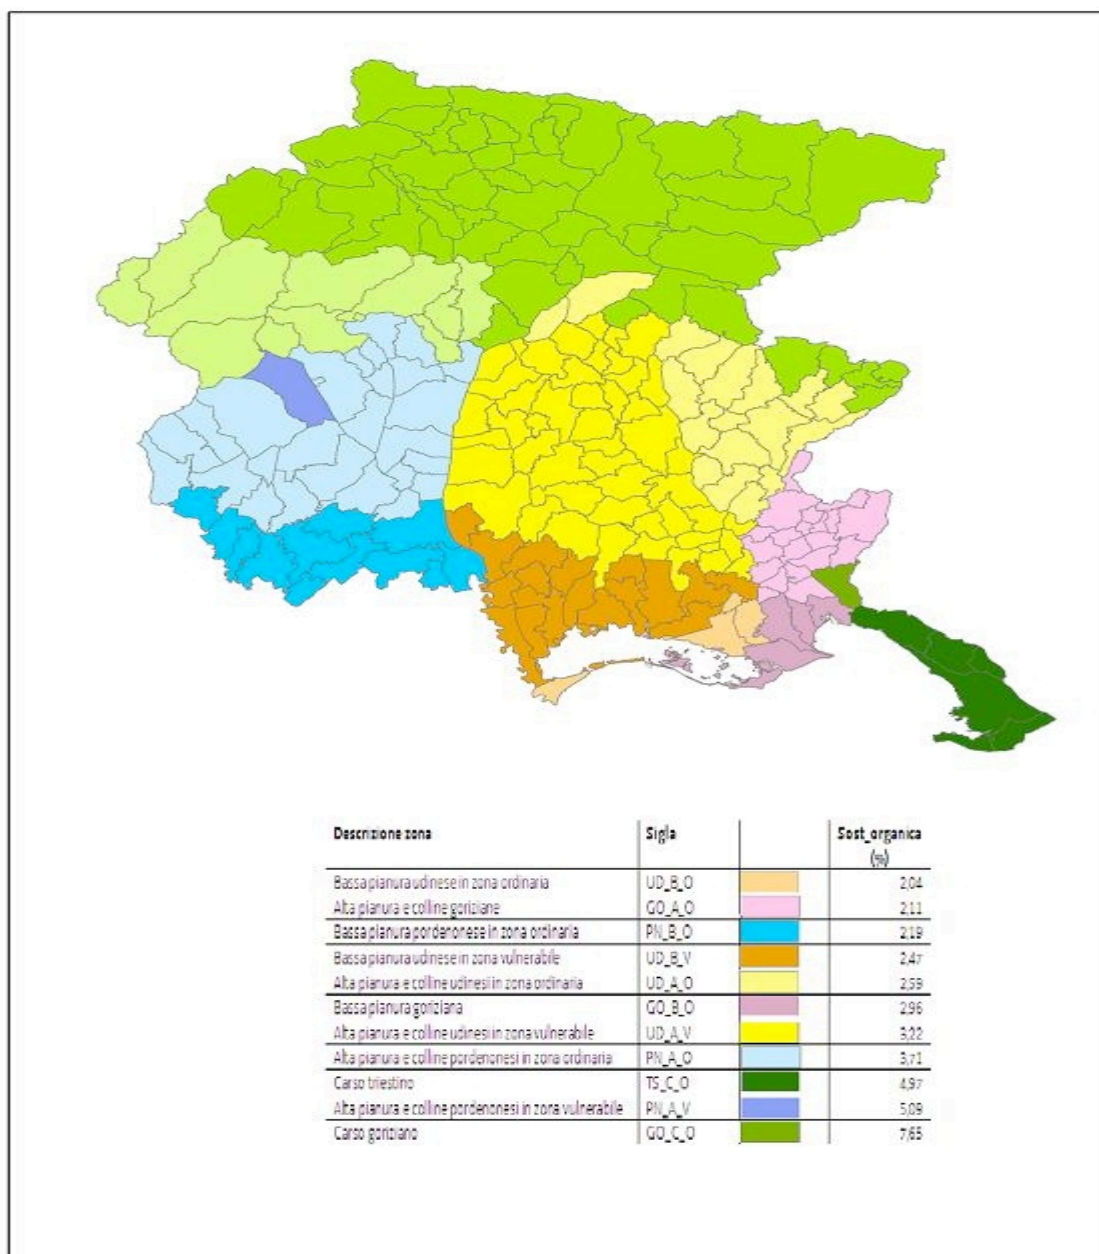 Descrizione zona Sigla Sost_organica
(%)
Bassa pianura udinese in zona ordinaria UD_B_O 2,04
Alta pianura e colline goriziane GO_A_O 2,11
Bassa pianura pordenonese in zona ordinaria PN_B_O 2,19
Bassa pianura udinese in zona vulnerabile UD_B_V 2,47
Alta pianura e colline udinesi in zona ordinaria UD_A_O 2,59
Bassa pianura goriziana GO_B_O 2,96
Alta pianura e colline udinesi in zona vulnerabile UD_A_V 3,22
Alta pianura e colline pordenonesi in zona ordinaria PN_A_O 3,71
Carso triestino TS_C_O 4,97
Alta pianura e colline pordenonesi in zona vulnerabile PN_A_V 5,09
Carso goriziano GO_C_O 7,65